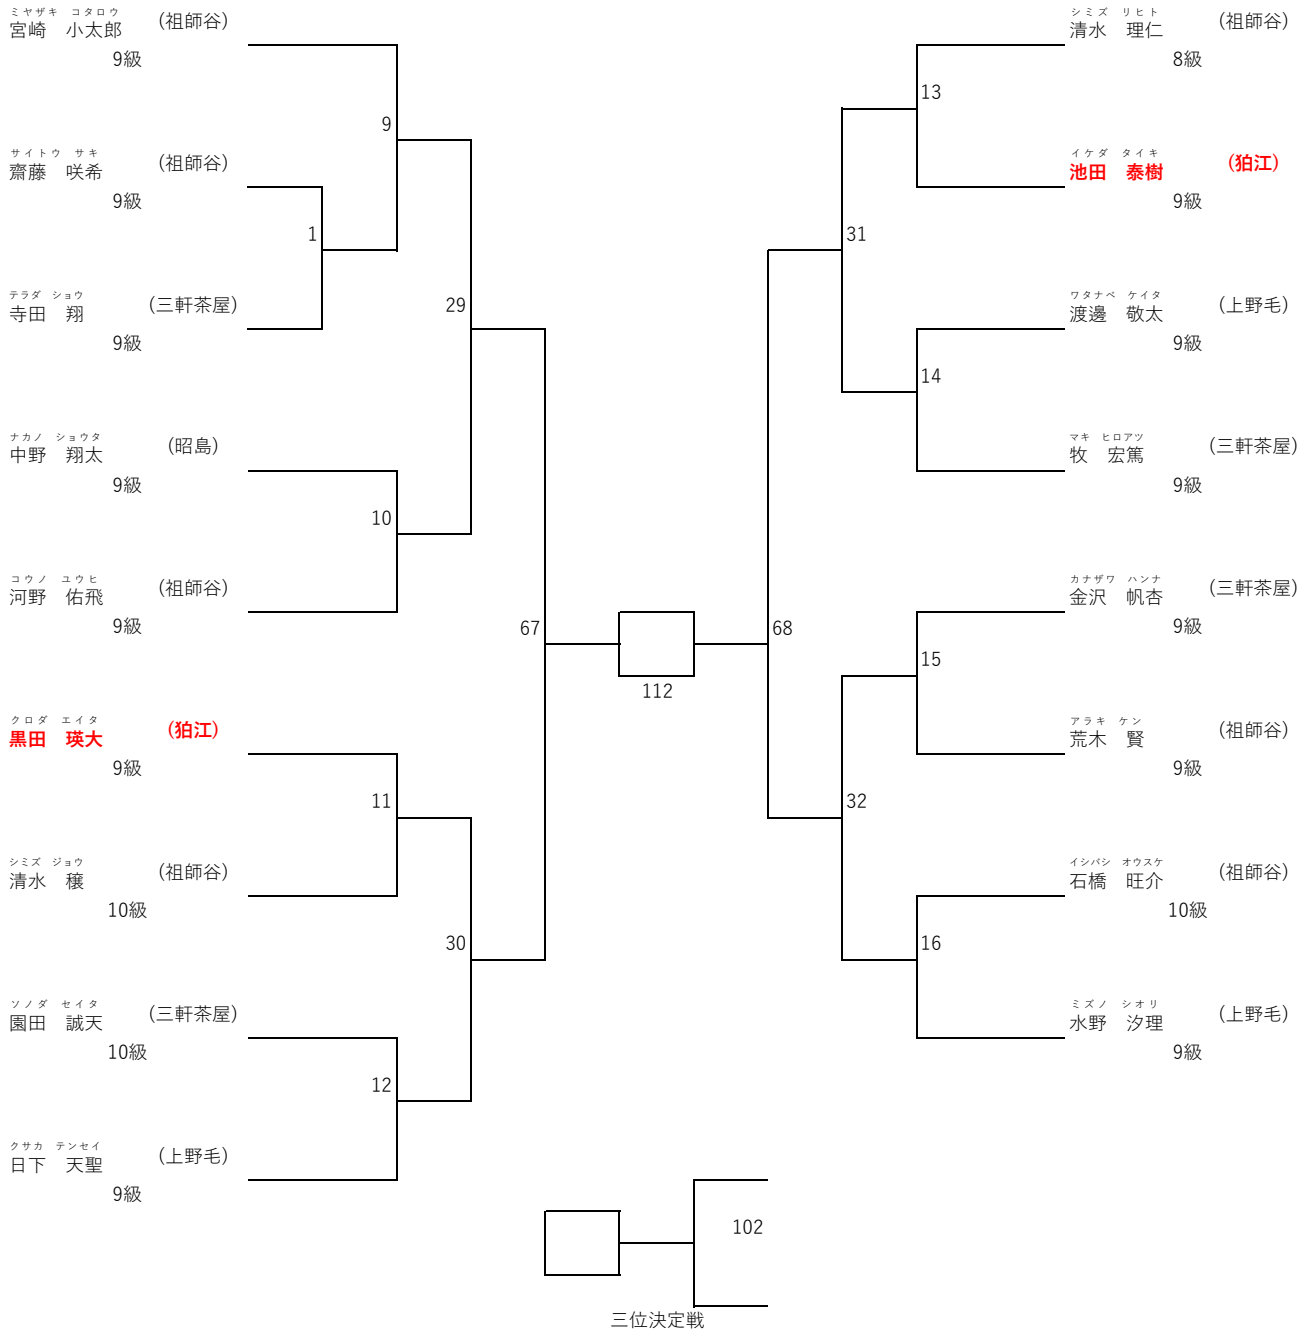 ミヤザキ　コタロウ
宮崎　小太郎　(祖師谷)
9級
サイトウ　サキ
齋藤　咲希　(祖師谷)
9級
テラダ　ショウ
寺田　翔　(三軒茶屋)
9級
ナカノ　ショウタ
中野　翔太　(昭島)
9級
コウノ　ユウヒ
河野　佑飛　(祖師谷)
9級
クロダ　エイタ
黒田　瑛大　(狛江)
9級
シミズ　ジョウ
清水　穣　(祖師谷)
10級
ソノダ　セイタ
園田　誠天　(三軒茶屋)
10級
クサカ　テンセイ
日下　天聖　(上野毛)
9級
9
1
29
10
67
11
30
12
112
シミズ　リヒト
清水　理仁　(祖師谷)
8級
イケダ　タイキ
池田　泰樹　(狛江)
9級
ワタナベ　ケイタ
渡邊　敬太　(上野毛)
9級
マキ　ヒロアツ
牧　宏篤　(三軒茶屋)
9級
カナザワ　ハンナ
金沢　帆杏　(三軒茶屋)
9級
アラキ　ケン
荒木　賢　(祖師谷)
9級
イシバシ　オウスケ
石橋　旺介　(祖師谷)
10級
ミズノ　シオリ
水野　汐理　(上野毛)
9級
13
31
14
68
15
32
16
102
三位決定戦